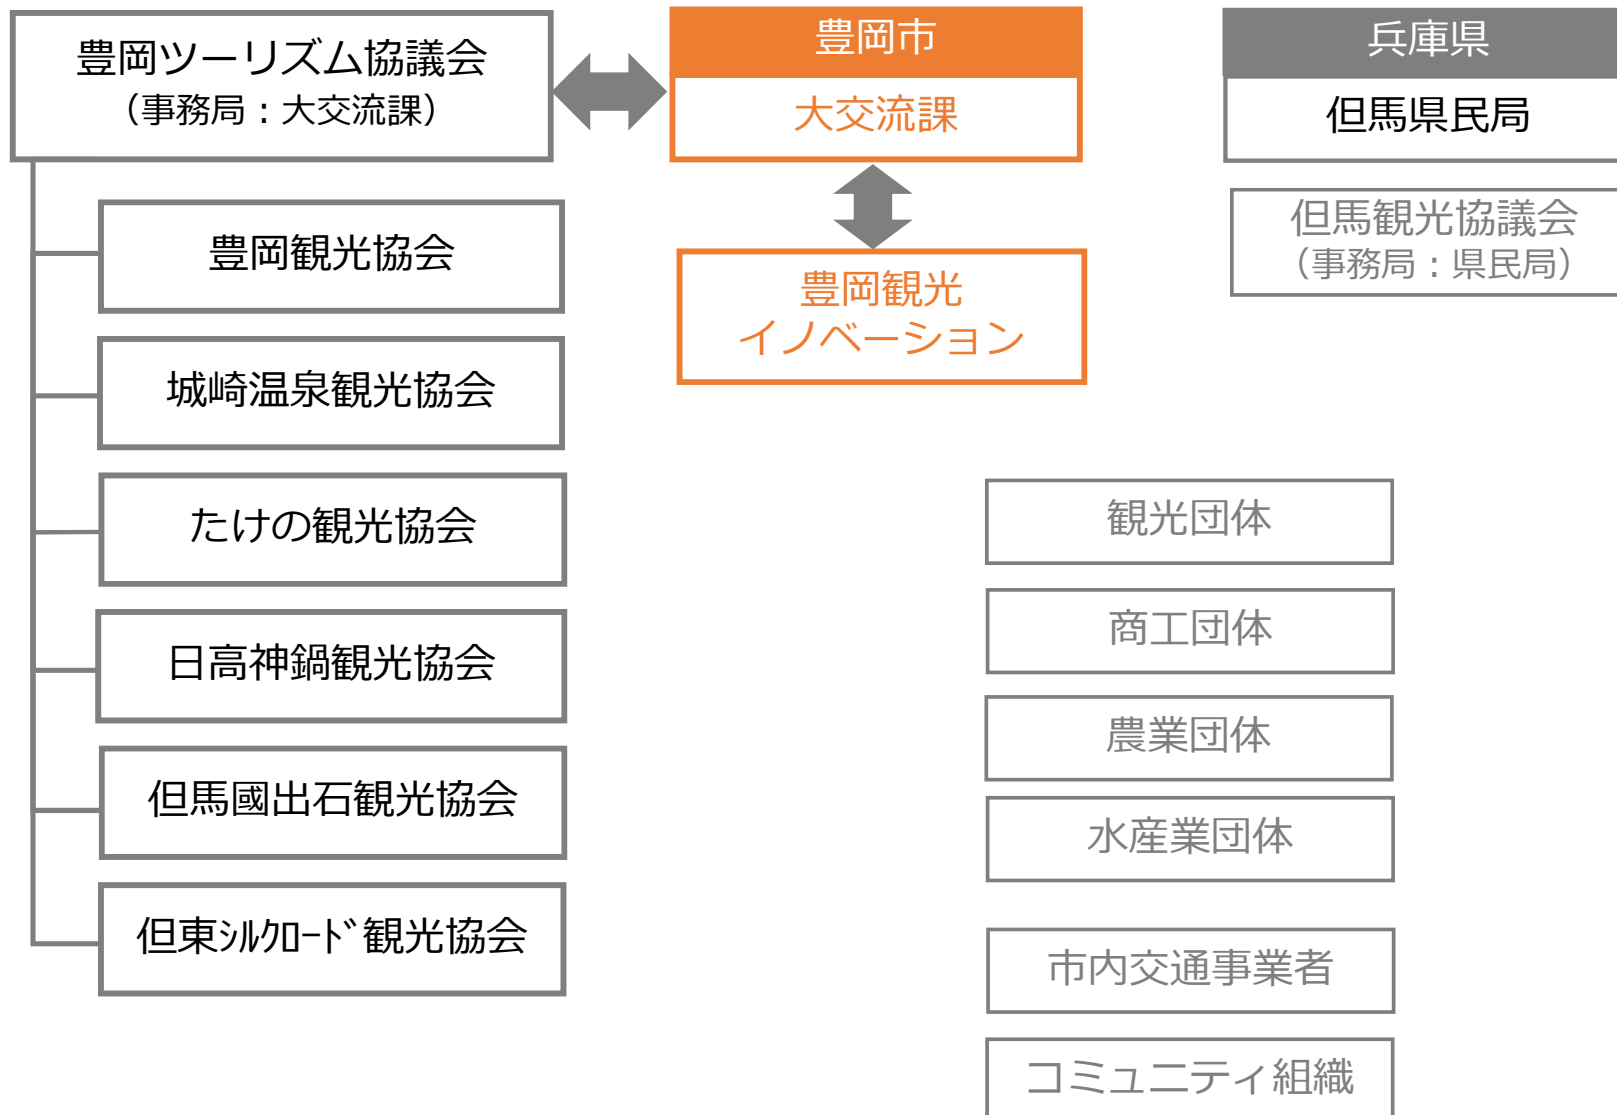 豊岡ツーリズム協議会
（事務局：大交流課）
豊岡観光協会
城崎温泉観光協会
たけの観光協会
日高神鍋観光協会
但馬國出石観光協会
但東ｼﾙｸﾛｰﾄﾞ観光協会
豊岡市
大交流課
豊岡観光
イノベーション
兵庫県
但馬県民局
但馬観光協議会
（事務局：県民局）
観光団体
商工団体
農業団体
水産業団体
市内交通事業者
コミュニティ組織